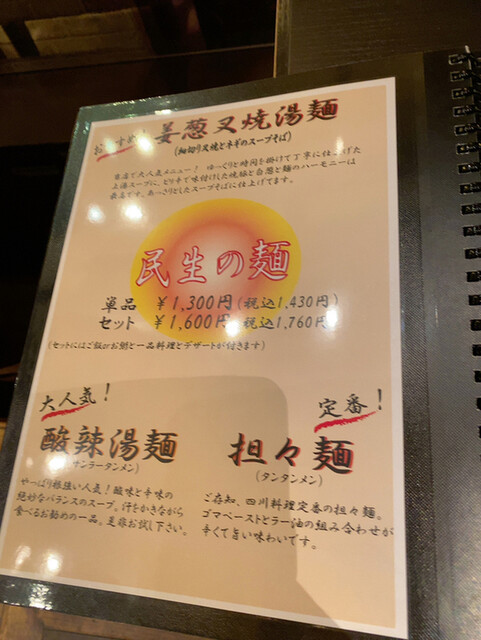 おすすめ！
姜葱叉焼湯麺
(細切り叉焼とネギのスープそば)
当店で大人気メニュー！ ゆっくりと時間を掛けて丁寧に仕上げた
上湯スープに、ピリ辛で味付けした焼豚と白葱と麺のハーモニーは
最高です。あっさりとしたスープそばに仕上げてます。
民生の麺
単品 ￥1,300円(税込1,430円)
セット ￥1,600円(税込1,760円)
(セットにはご飯orお粥と一品料理とデザートが付きます)
大人気！
酸辣湯麺
(サンラータンメン)
やっぱり根強い人気！酸味と辛味の
絶妙なバランスのスープ。汗をかきながら
食べるお勧めの一品。是非お試し下さい。
定番！
担々麺
(タンタンメン)
ご存知、四川料理定番の担々麺。
ゴマペーストとラー油の組み合わせが
辛くて旨い味わいです。